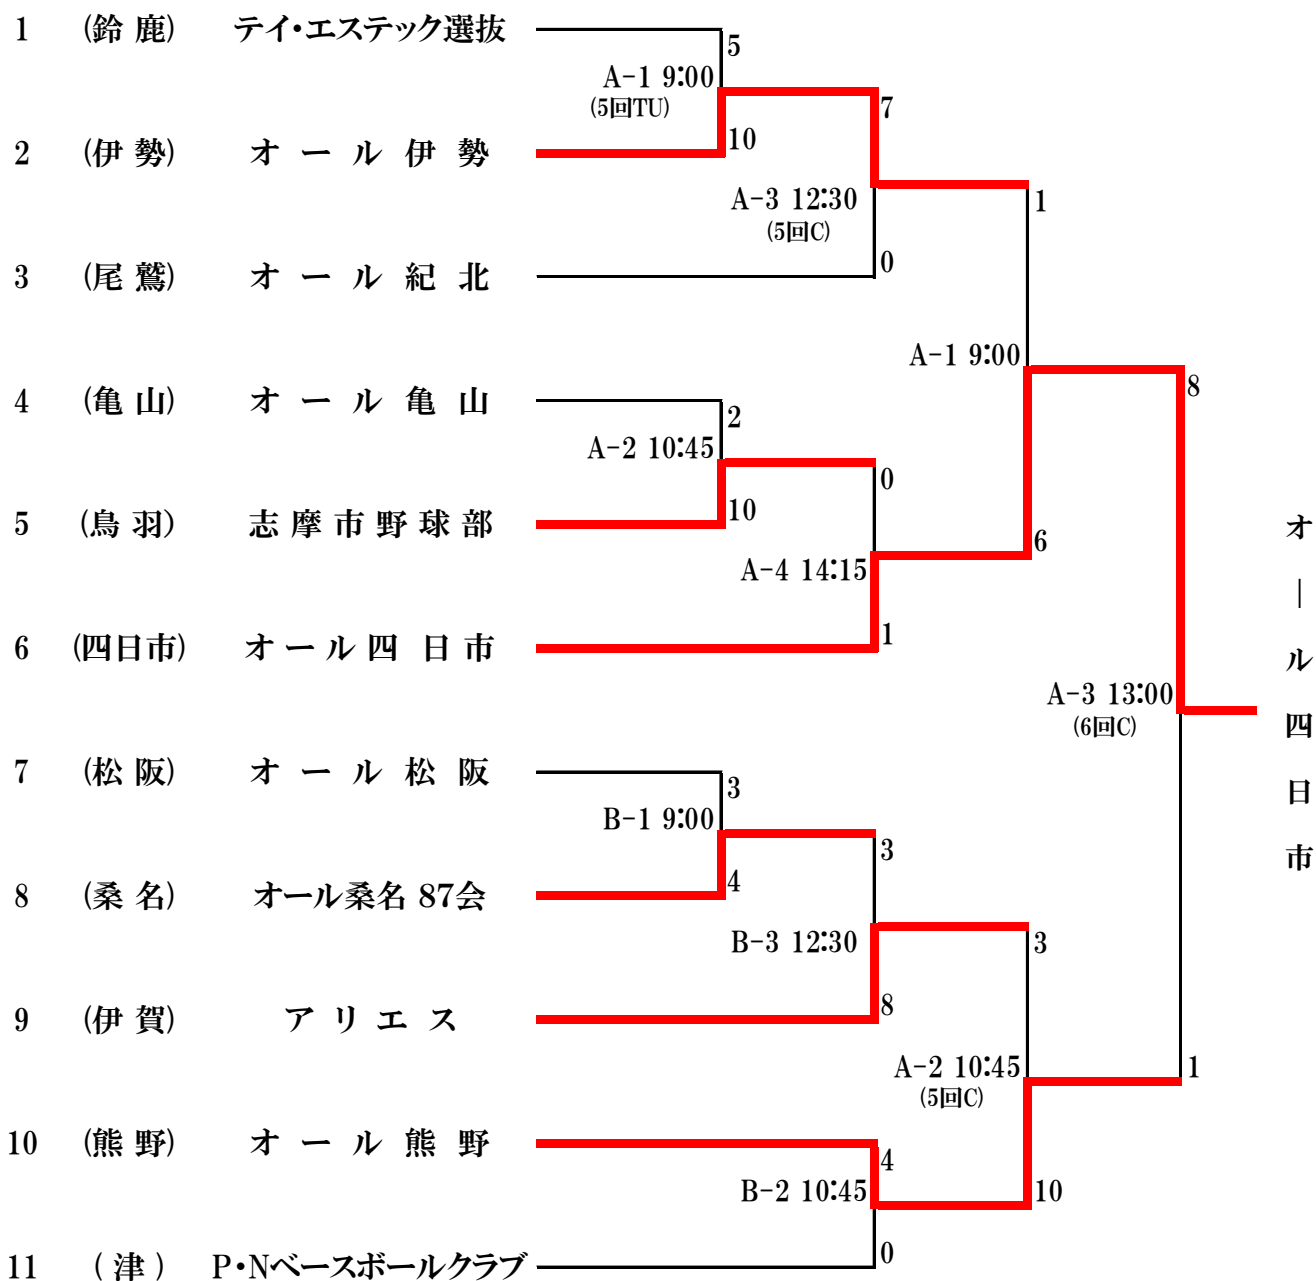 1 (鈴 鹿) テイ・エステック選抜
5
A-1 9:00
(5回TU)
7
2 (伊 勢) オ ー ル 伊 勢
10
A-3 12:30
(5回C)
1
3 (尾 鷲) オ ー ル 紀 北
0
A-1 9:00
8
4 (亀 山) オ ー ル 亀 山
2
A-2 10:45
0
5 (鳥 羽) 志 摩 市 野 球 部
10
6
A-4 14:15
6 (四日市) オ ー ル 四 日 市
1
A-3 13:00
(6回C)
オール四日市
7 (松 阪) オ ー ル 松 阪
3
B-1 9:00
3
8 (桑 名) オール桑名 87会
4
B-3 12:30
3
9 (伊 賀) ア リ エ ス
8
A-2 10:45
(5回C)
1
10 (熊 野) オ ー ル 熊 野
4
B-2 10:45
10
11 ( 津 ) P・Nベースボールクラブ
0